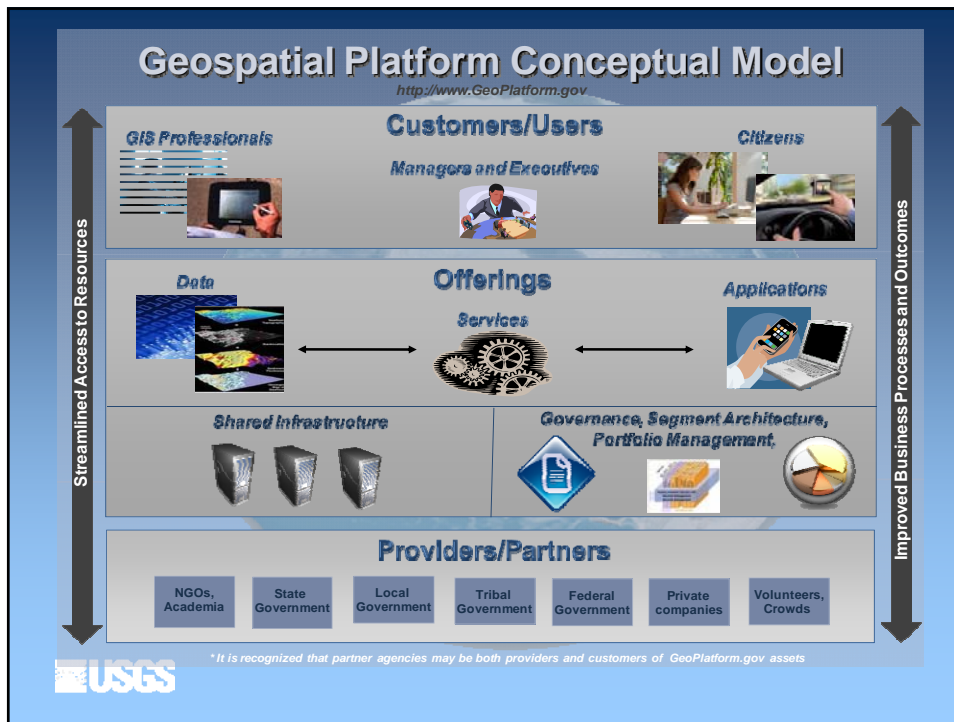 Geospatial Platform Conceptual Model
http://www.GeoPlatform.gov
Streamlined Access to Resources
Improved Business Processes and Outcomes
Customers/Users
GIS Professionals
Managers and Executives
Citizens
Offerings
Data
Services
Applications
Shared Infrastructure
Governance, Segment Architecture,
Portfolio Management,
Providers/Partners
NGOs,
Academia
State
Government
Local
Government
Tribal
Government
Federal
Government
Private
companies
Volunteers,
Crowds
* It is recognized that partner agencies may be both providers and customers of GeoPlatform.gov assets
USGS